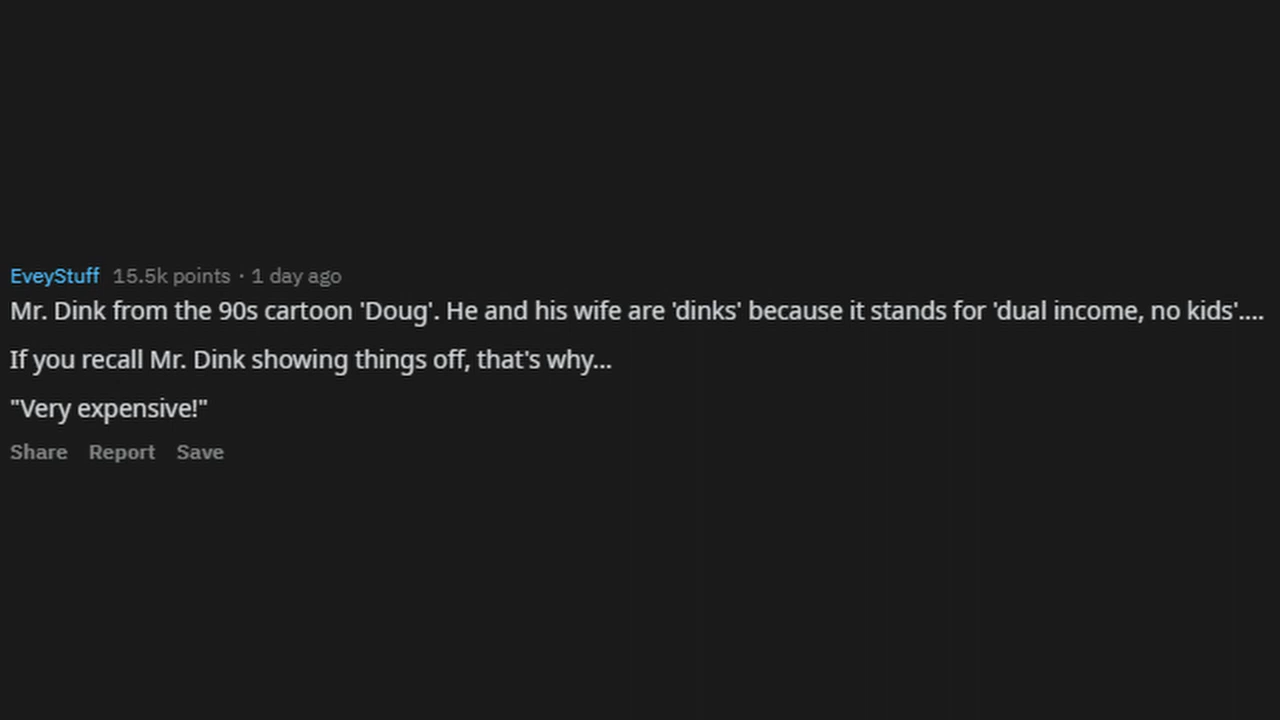 EveyStuff 15.5k points · 1 day ago
Mr. Dink from the 90s cartoon 'Doug'. He and his wife are 'dinks' because it stands for 'dual income, no kids'....
If you recall Mr. Dink showing things off, that's why...
"Very expensive!"
Share Report Save